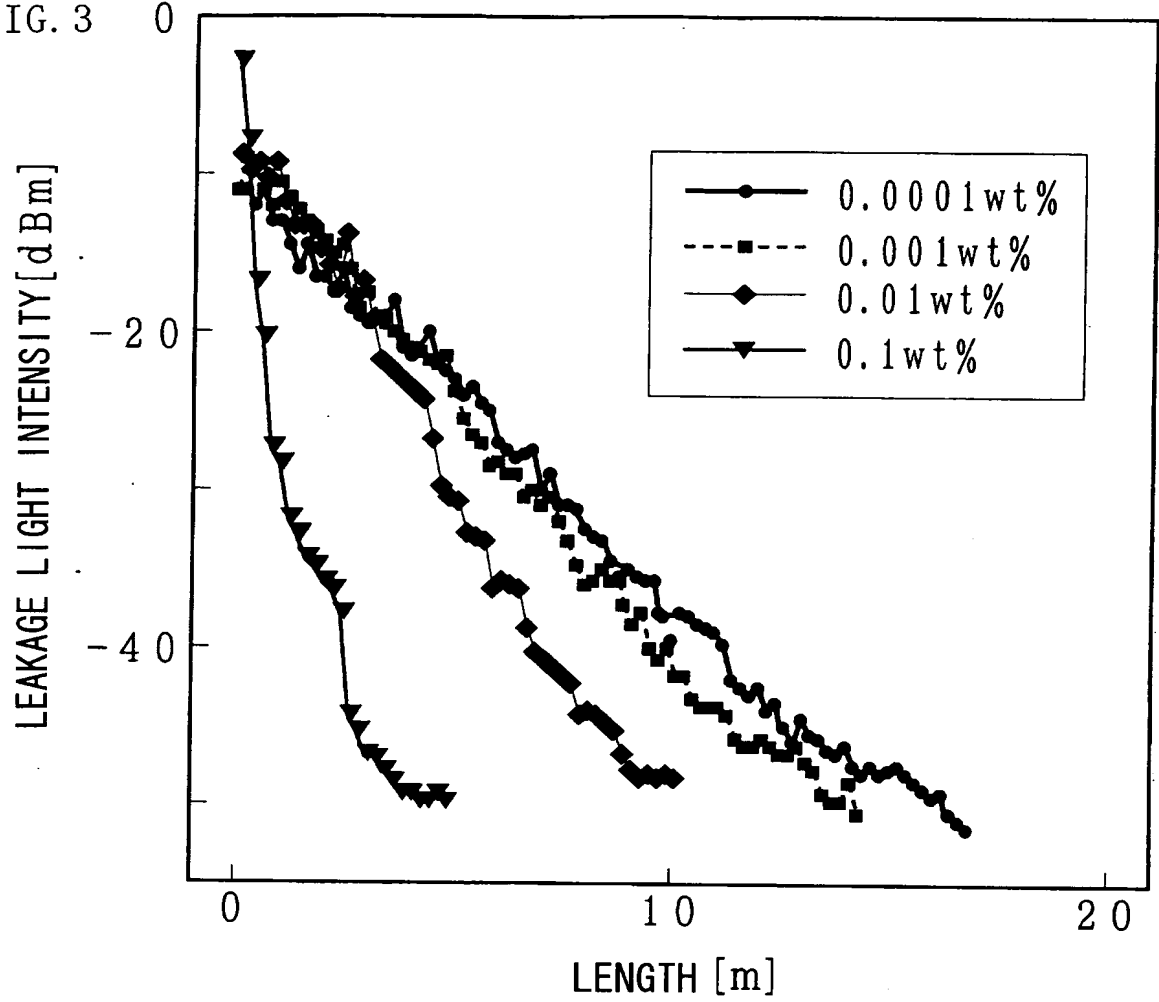 IG. 3
0
-20
-40
LEAKAGE LIGHT INTENSITY[dBm]
0.0001wt%
0.001wt%
0.01wt%
0.1wt%
0
10
20
LENGTH [m]